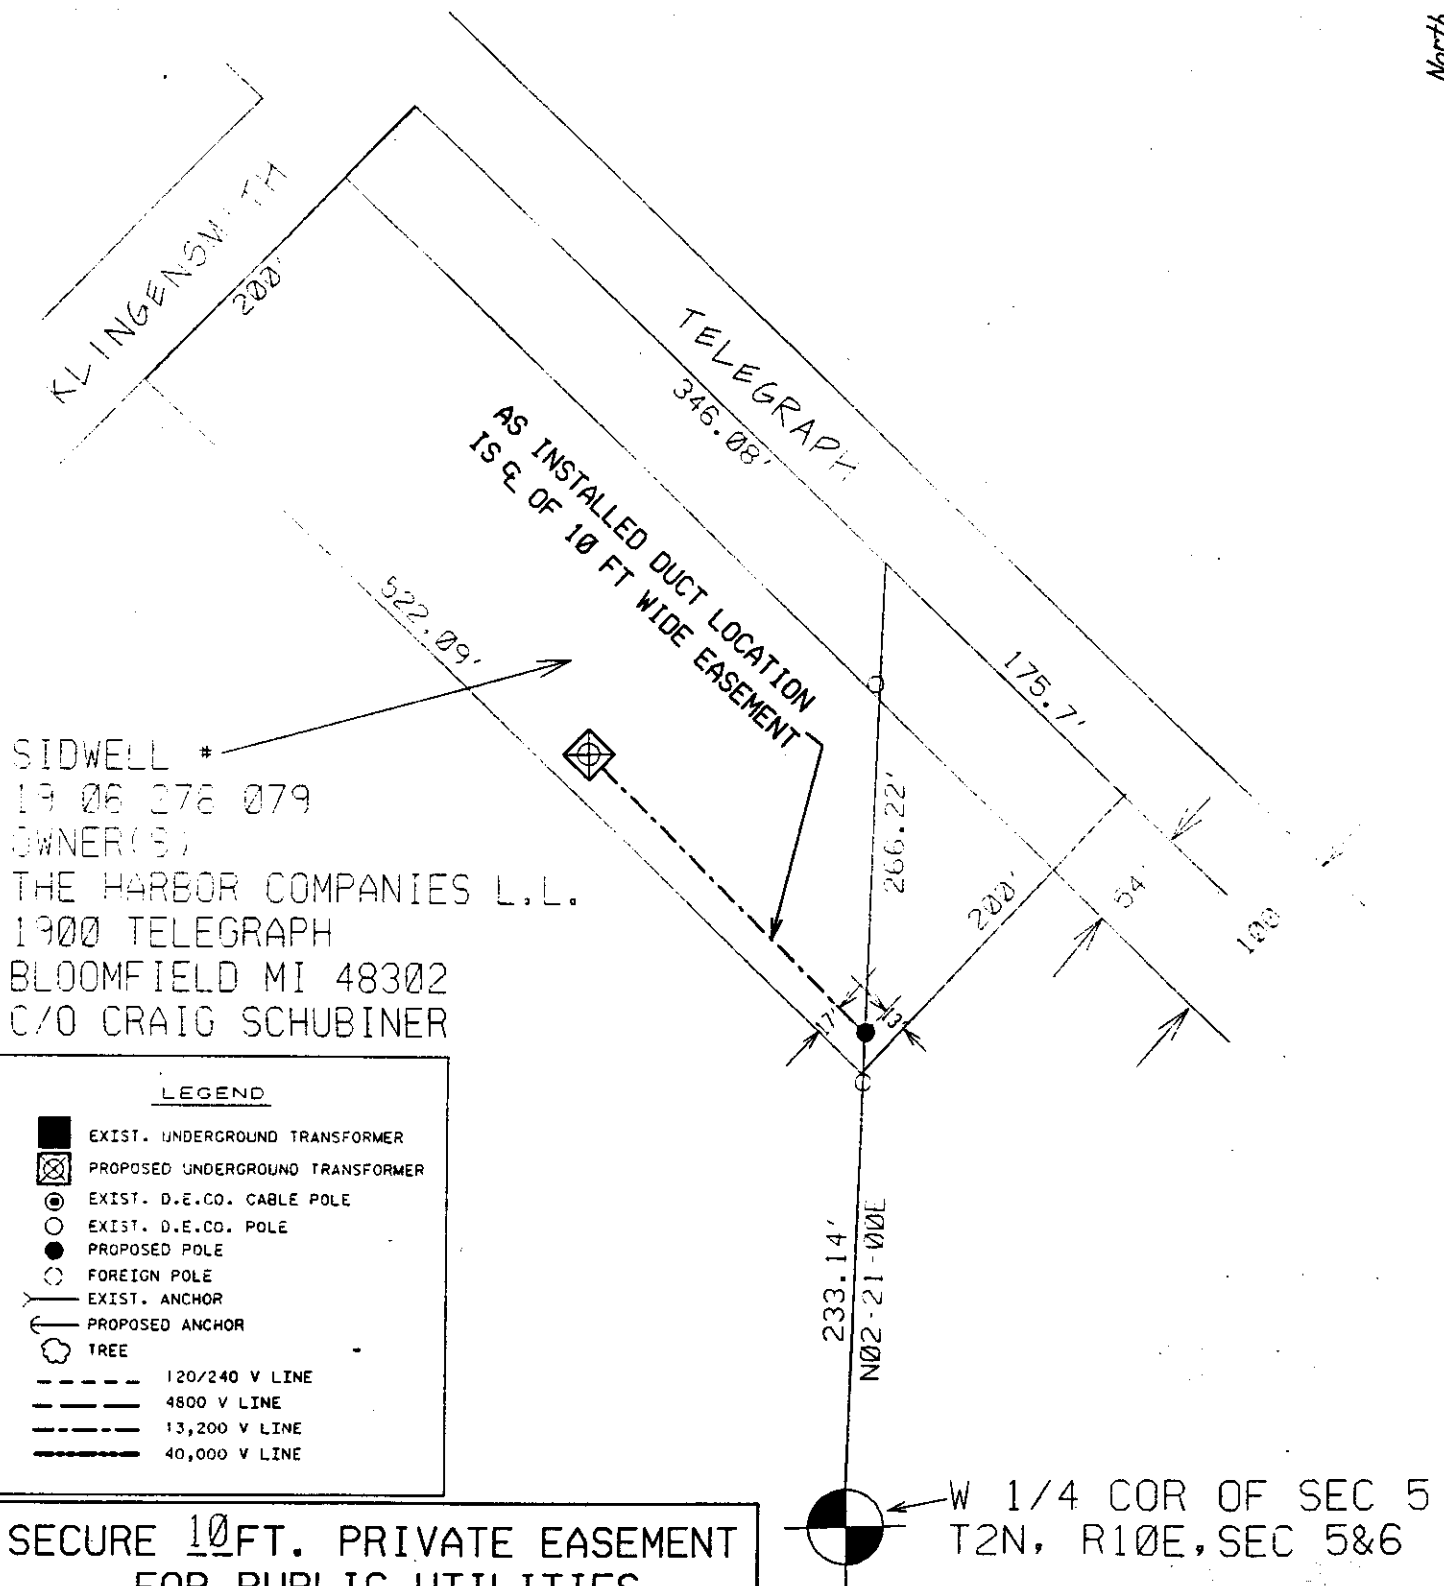 North
KLINGENSMITH
200'
TELEGRAPH
346.08'
AS INSTALLED DUCT LOCATION
IS ℄ OF 10 FT WIDE EASEMENT
522.09'
175.7'
266.22'
200'
54'
100
17'
13'
SIDWELL #
19 06 278 079
OWNER(S)
THE HARBOR COMPANIES L.L.
1900 TELEGRAPH
BLOOMFIELD MI 48302
C/O CRAIG SCHUBINER
LEGEND
EXIST. UNDERGROUND TRANSFORMER
PROPOSED UNDERGROUND TRANSFORMER
EXIST. D.E.CO. CABLE POLE
EXIST. D.E.CO. POLE
PROPOSED POLE
FOREIGN POLE
EXIST. ANCHOR
PROPOSED ANCHOR
TREE
120/240 V LINE
4800 V LINE
13,200 V LINE
40,000 V LINE
233.14'
N02-21-00E
W 1/4 COR OF SEC 5
T2N, R10E, SEC 5&6
SECURE 10FT. PRIVATE EASEMENT
FOR PUBLIC UTILITIES